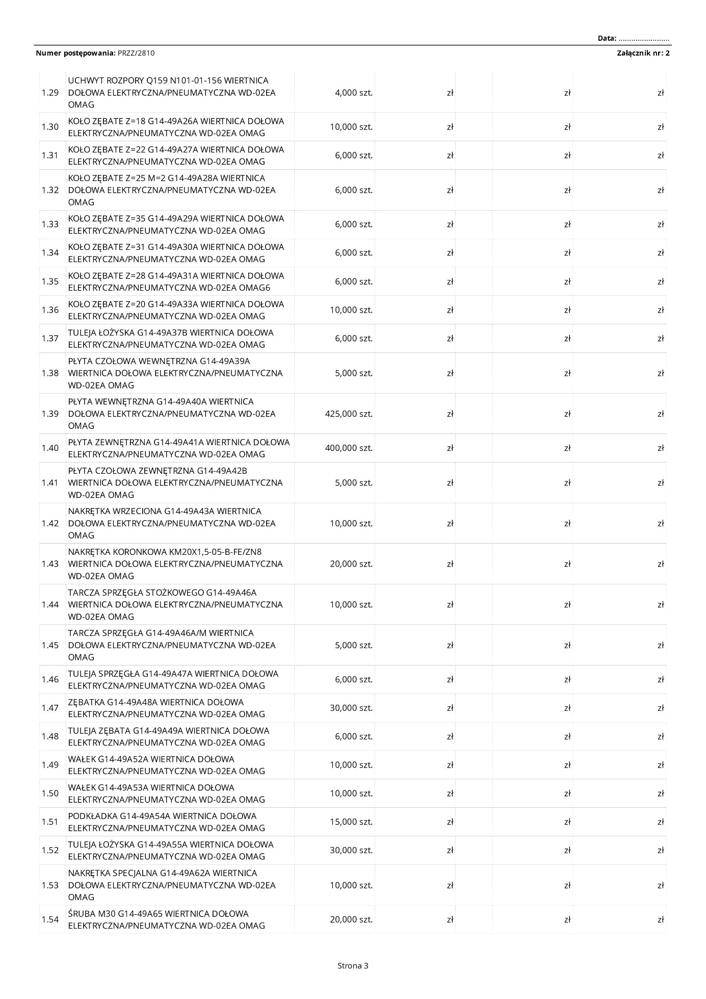 Data: ........................
Numer postępowania: PRZZ/2810 Załącznik nr: 2
UCHWYT ROZPORY Q159 N101-01-156 WIERTNICA
1.29 DOŁOWA ELEKTRYCZNA/PNEUMATYCZNA WD-02EA 4,000 szt. zł zł zł
OMAG
KOŁO ZĘBATE Z=18 G14-49A26A WIERTNICA DOŁOWA
1.30 10,000 szt. zł zł zł
ELEKTRYCZNA/PNEUMATYCZNA WD-02EA OMAG
KOŁO ZĘBATE Z=22 G14-49A27A WIERTNICA DOŁOWA
1.31 6,000 szt. zł zł zł
ELEKTRYCZNA/PNEUMATYCZNA WD-02EA OMAG
KOŁO ZĘBATE Z=25 M=2 G14-49A28A WIERTNICA
1.32 DOŁOWA ELEKTRYCZNA/PNEUMATYCZNA WD-02EA 6,000 szt. zł zł zł
OMAG
KOŁO ZĘBATE Z=35 G14-49A29A WIERTNICA DOŁOWA
1.33 6,000 szt. zł zł zł
ELEKTRYCZNA/PNEUMATYCZNA WD-02EA OMAG
KOŁO ZĘBATE Z=31 G14-49A30A WIERTNICA DOŁOWA
1.34 6,000 szt. zł zł zł
ELEKTRYCZNA/PNEUMATYCZNA WD-02EA OMAG
KOŁO ZĘBATE Z=28 G14-49A31A WIERTNICA DOŁOWA
1.35 6,000 szt. zł zł zł
ELEKTRYCZNA/PNEUMATYCZNA WD-02EA OMAG6
KOŁO ZĘBATE Z=20 G14-49A33A WIERTNICA DOŁOWA
1.36 10,000 szt. zł zł zł
ELEKTRYCZNA/PNEUMATYCZNA WD-02EA OMAG
TULEJA ŁOŻYSKA G14-49A37B WIERTNICA DOŁOWA
1.37 6,000 szt. zł zł zł
ELEKTRYCZNA/PNEUMATYCZNA WD-02EA OMAG
PŁYTA CZOŁOWA WEWNĘTRZNA G14-49A39A
1.38 WIERTNICA DOŁOWA ELEKTRYCZNA/PNEUMATYCZNA 5,000 szt. zł zł zł
WD-02EA OMAG
PŁYTA WEWNĘTRZNA G14-49A40A WIERTNICA
1.39 DOŁOWA ELEKTRYCZNA/PNEUMATYCZNA WD-02EA 425,000 szt. zł zł zł
OMAG
PŁYTA ZEWNĘTRZNA G14-49A41A WIERTNICA DOŁOWA
1.40 400,000 szt. zł zł zł
ELEKTRYCZNA/PNEUMATYCZNA WD-02EA OMAG
PŁYTA CZOŁOWA ZEWNĘTRZNA G14-49A42B
1.41 WIERTNICA DOŁOWA ELEKTRYCZNA/PNEUMATYCZNA 5,000 szt. zł zł zł
WD-02EA OMAG
NAKRĘTKA WRZECIONA G14-49A43A WIERTNICA
1.42 DOŁOWA ELEKTRYCZNA/PNEUMATYCZNA WD-02EA 10,000 szt. zł zł zł
OMAG
NAKRĘTKA KORONKOWA KM20X1,5-05-B-FE/ZN8
1.43 WIERTNICA DOŁOWA ELEKTRYCZNA/PNEUMATYCZNA 20,000 szt. zł zł zł
WD-02EA OMAG
TARCZA SPRZĘGŁA STOŻKOWEGO G14-49A46A
1.44 WIERTNICA DOŁOWA ELEKTRYCZNA/PNEUMATYCZNA 10,000 szt. zł zł zł
WD-02EA OMAG
TARCZA SPRZĘGŁA G14-49A46A/M WIERTNICA
1.45 DOŁOWA ELEKTRYCZNA/PNEUMATYCZNA WD-02EA 5,000 szt. zł zł zł
OMAG
TULEJA SPRZĘGŁA G14-49A47A WIERTNICA DOŁOWA
1.46 6,000 szt. zł zł zł
ELEKTRYCZNA/PNEUMATYCZNA WD-02EA OMAG
ZĘBATKA G14-49A48A WIERTNICA DOŁOWA
1.47 30,000 szt. zł zł zł
ELEKTRYCZNA/PNEUMATYCZNA WD-02EA OMAG
TULEJA ZĘBATA G14-49A49A WIERTNICA DOŁOWA
1.48 6,000 szt. zł zł zł
ELEKTRYCZNA/PNEUMATYCZNA WD-02EA OMAG
WAŁEK G14-49A52A WIERTNICA DOŁOWA
1.49 10,000 szt. zł zł zł
ELEKTRYCZNA/PNEUMATYCZNA WD-02EA OMAG
WAŁEK G14-49A53A WIERTNICA DOŁOWA
1.50 10,000 szt. zł zł zł
ELEKTRYCZNA/PNEUMATYCZNA WD-02EA OMAG
PODKŁADKA G14-49A54A WIERTNICA DOŁOWA
1.51 15,000 szt. zł zł zł
ELEKTRYCZNA/PNEUMATYCZNA WD-02EA OMAG
TULEJA ŁOŻYSKA G14-49A55A WIERTNICA DOŁOWA
1.52 30,000 szt. zł zł zł
ELEKTRYCZNA/PNEUMATYCZNA WD-02EA OMAG
NAKRĘTKA SPECJALNA G14-49A62A WIERTNICA
1.53 DOŁOWA ELEKTRYCZNA/PNEUMATYCZNA WD-02EA 10,000 szt. zł zł zł
OMAG
ŚRUBA M30 G14-49A65 WIERTNICA DOŁOWA
1.54 20,000 szt. zł zł zł
ELEKTRYCZNA/PNEUMATYCZNA WD-02EA OMAG
Strona 3